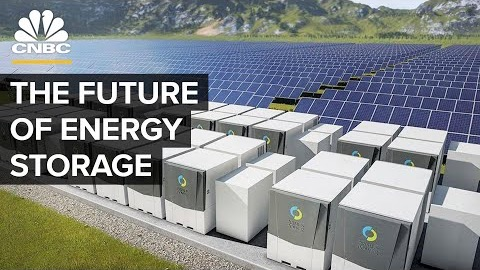 CNBC
THE FUTURE
OF ENERGY
STORAGE